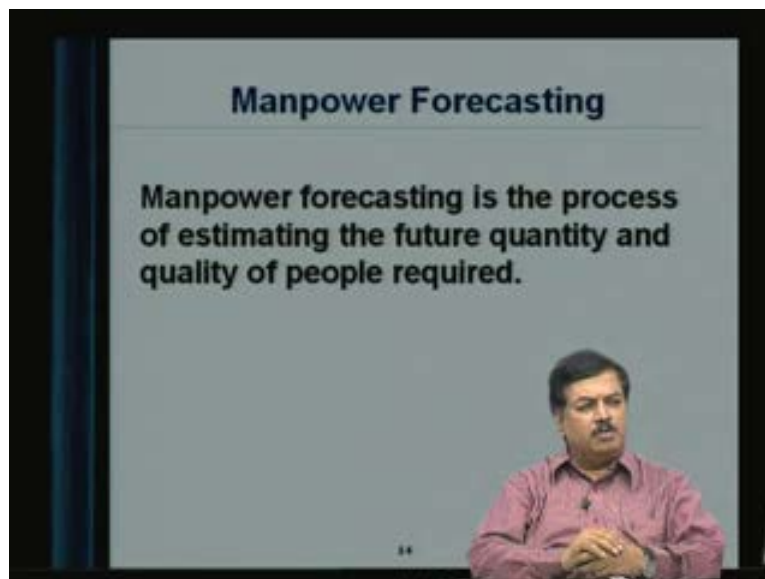 Manpower Forecasting
Manpower forecasting is the process
of estimating the future quantity and
quality of people required.